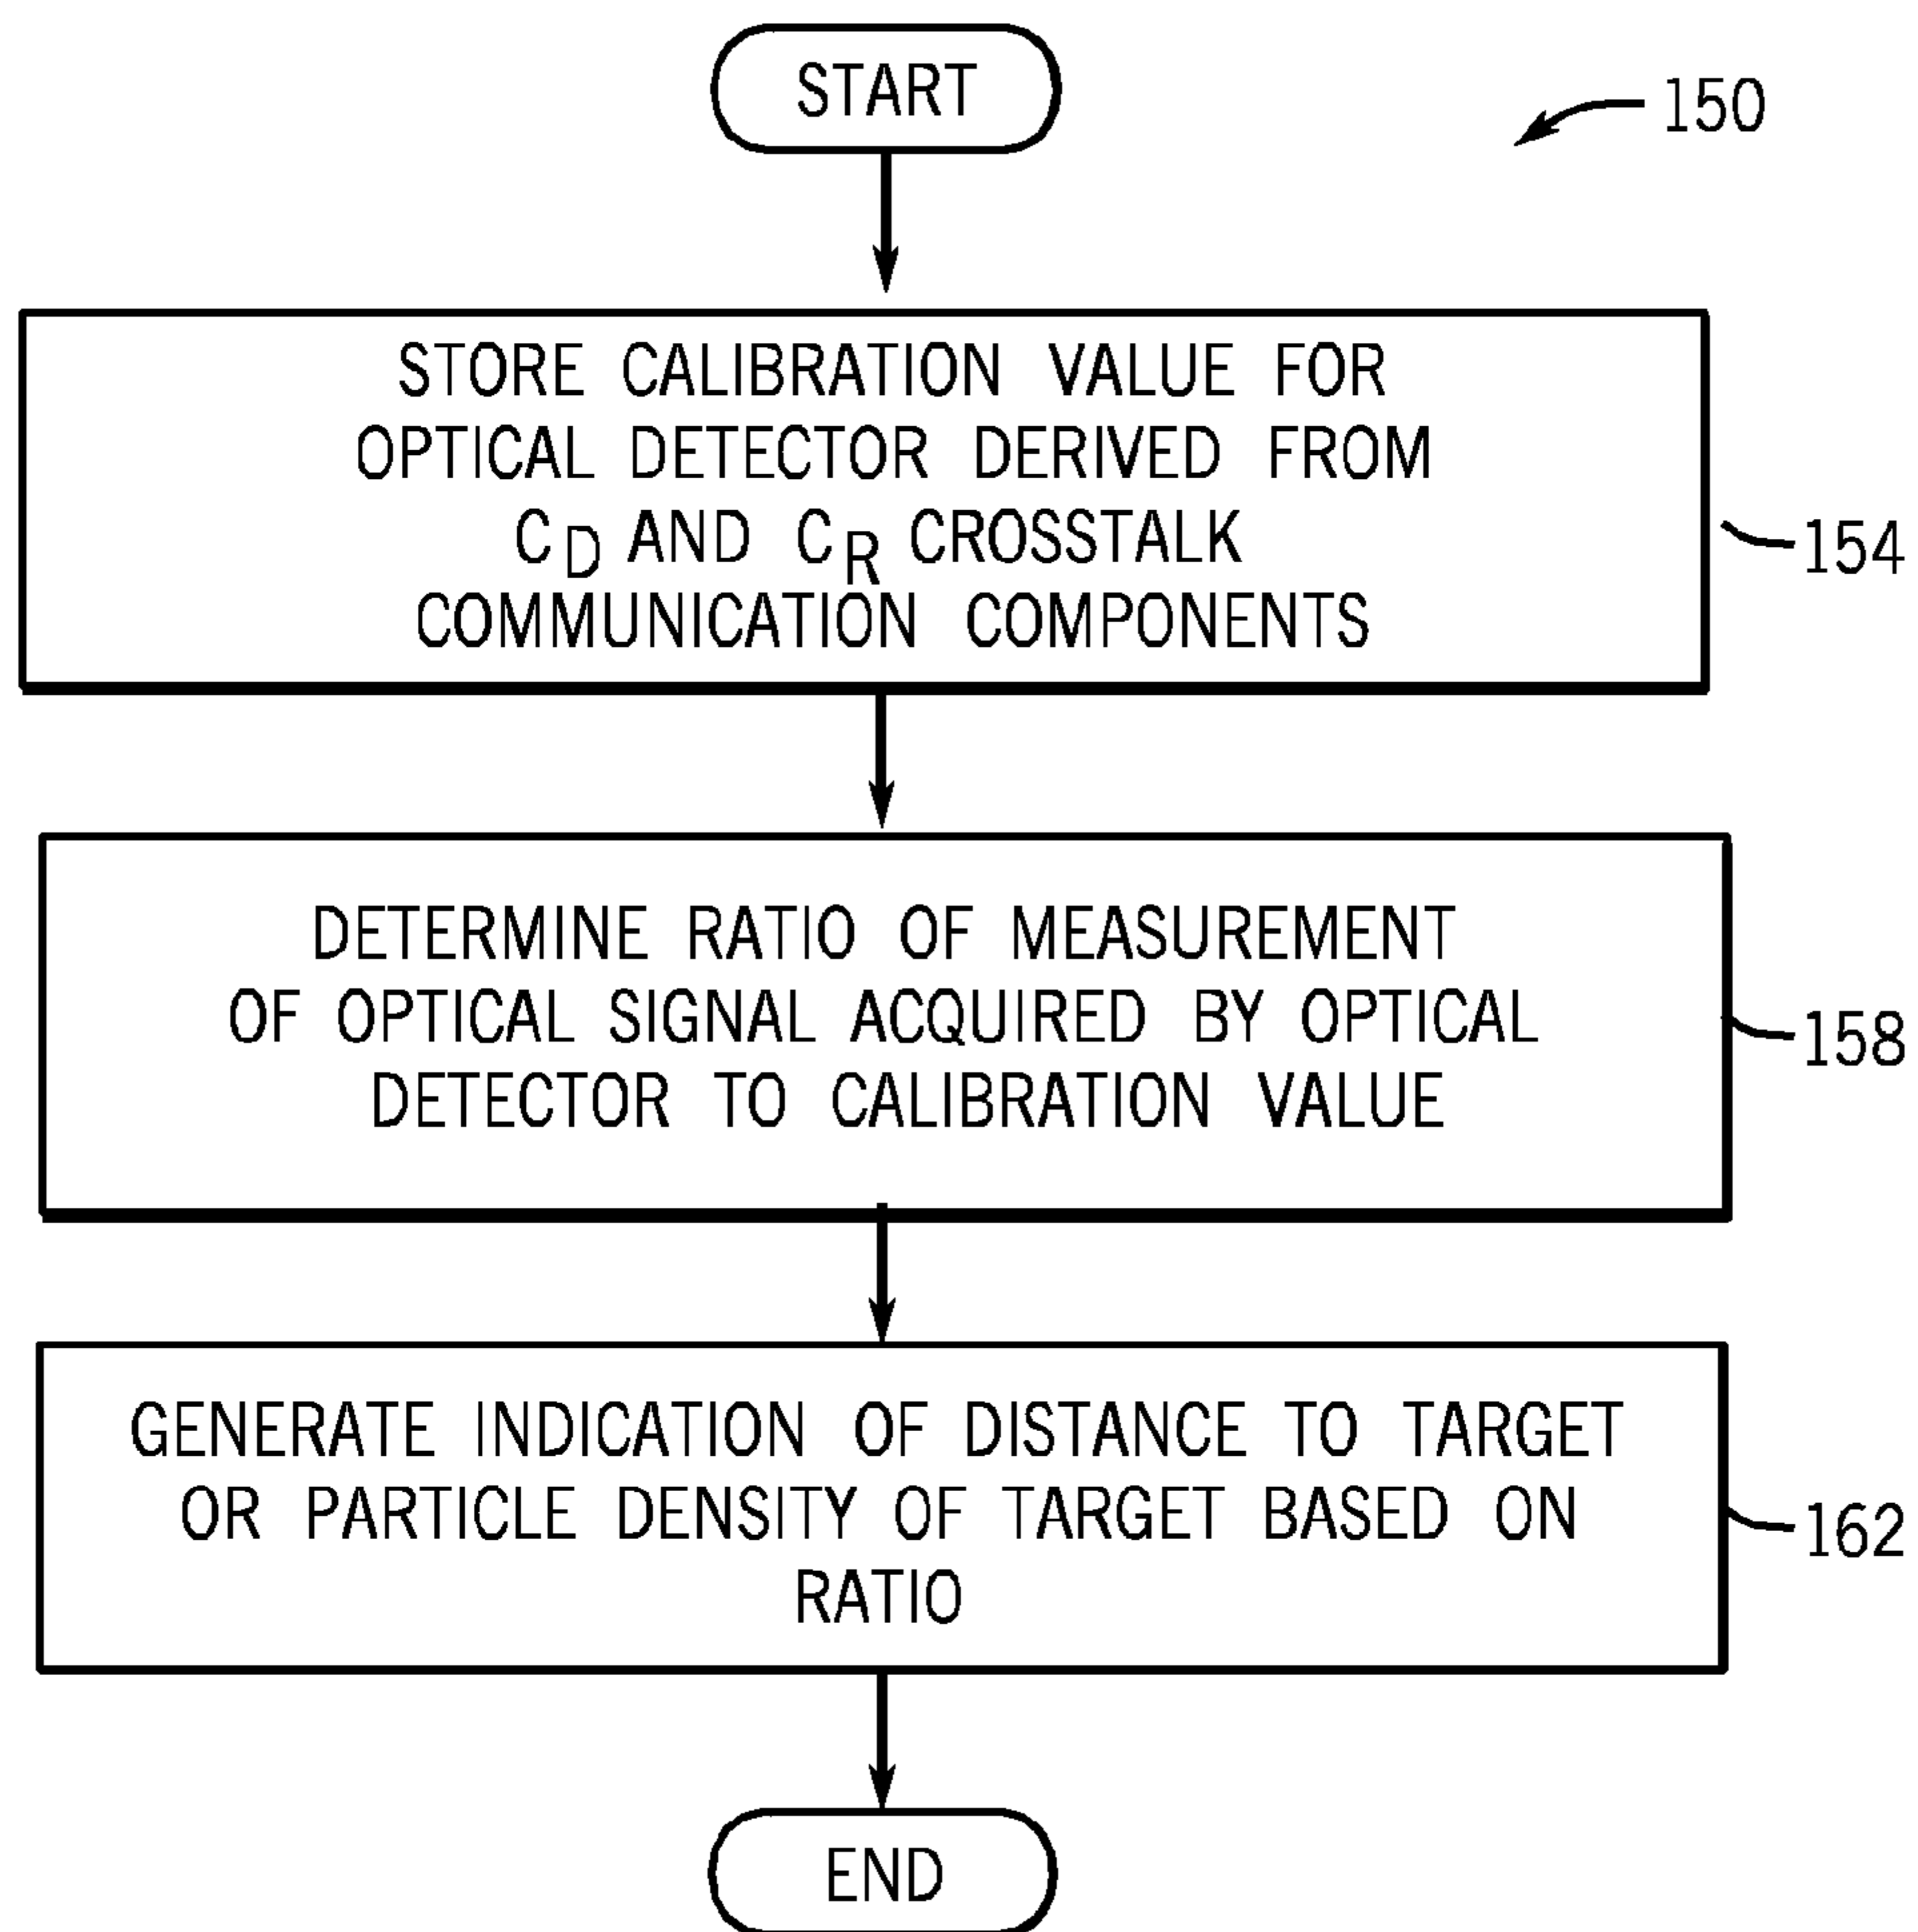 START
150
STORE CALIBRATION VALUE FOR
OPTICAL DETECTOR DERIVED FROM
C D AND C R CROSSTALK
COMMUNICATION COMPONENTS
154
DETERMINE RATIO OF MEASUREMENT
OF OPTICAL SIGNAL ACQUIRED BY OPTICAL
DETECTOR TO CALIBRATION VALUE
158
GENERATE INDICATION OF DISTANCE TO TARGET
OR PARTICLE DENSITY OF TARGET BASED ON
RATIO
162
END